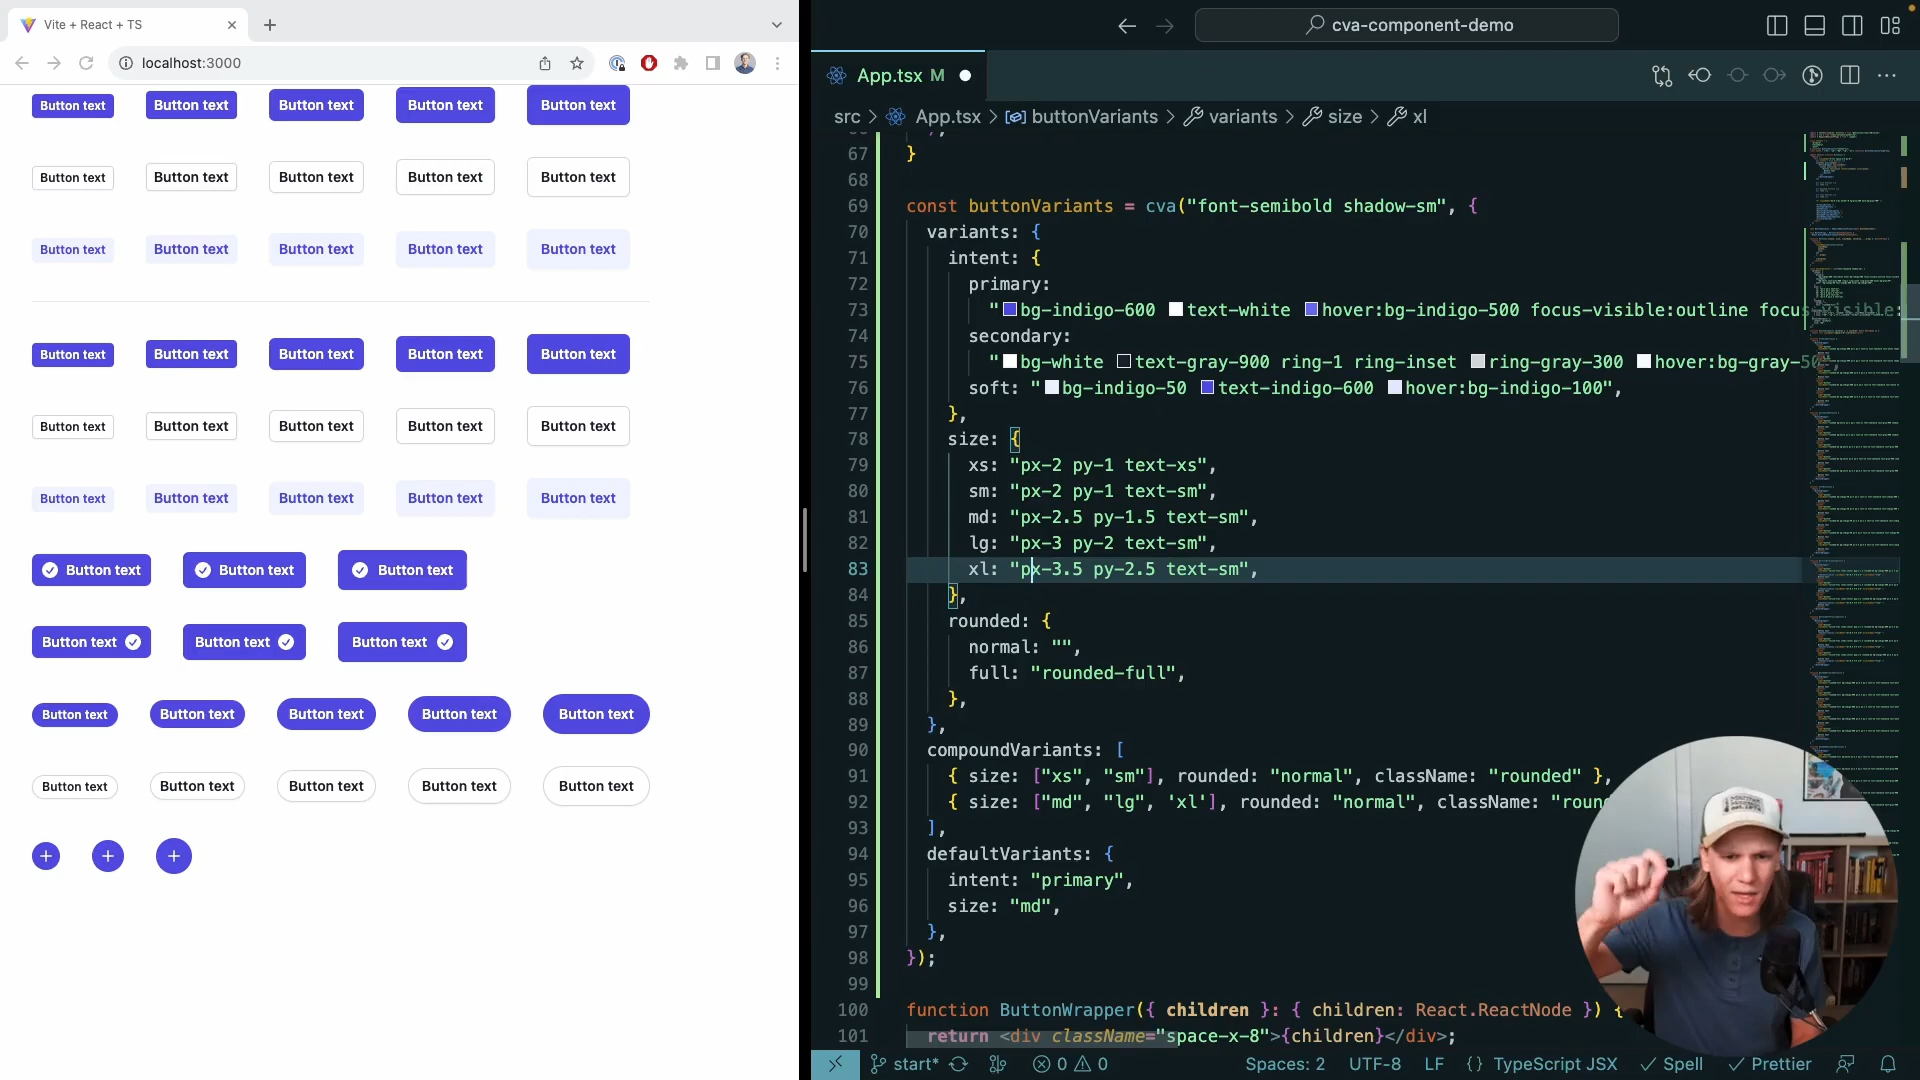 Vite + React + TS
localhost:3000
Button text Button text Button text Button text Button text
Button text Button text Button text Button text Button text
Button text Button text Button text Button text Button text
Button text Button text Button text Button text Button text
Button text Button text Button text Button text Button text
Button text Button text Button text Button text Button text
Button text Button text Button text
Button text Button text Button text
Button text Button text Button text Button text Button text
Button text Button text Button text Button text Button text
cva-component-demo
App.tsx M
src > App.tsx > buttonVariants > variants > size > xl
67 }
68
69 const buttonVariants = cva("font-semibold shadow-sm", {
70 variants: {
71 intent: {
72 primary:
73 "bg-indigo-600 text-white hover:bg-indigo-500 focus-visible:outline focus-visible:
74 secondary:
75 "bg-white text-gray-900 ring-1 ring-inset ring-gray-300 hover:bg-gray-50",
76 soft: "bg-indigo-50 text-indigo-600 hover:bg-indigo-100",
77 },
78 size: {
79 xs: "px-2 py-1 text-xs",
80 sm: "px-2 py-1 text-sm",
81 md: "px-2.5 py-1.5 text-sm",
82 lg: "px-3 py-2 text-sm",
83 xl: "px-3.5 py-2.5 text-sm",
84 },
85 rounded: {
86 normal: "",
87 full: "rounded-full",
88 },
89 },
90 compoundVariants: [
91 { size: ["xs", "sm"], rounded: "normal", className: "rounded" },
92 { size: ["md", "lg", 'xl'], rounded: "normal", className: "roun
93 ],
94 defaultVariants: {
95 intent: "primary",
96 size: "md",
97 },
98 });
99
100 function ButtonWrapper({ children }: { children: React.ReactNode }) {
101 return <div className="space-x-8">{children}</div>;
start* 0 0 Spaces: 2 UTF-8 LF {} TypeScript JSX Spell Prettier